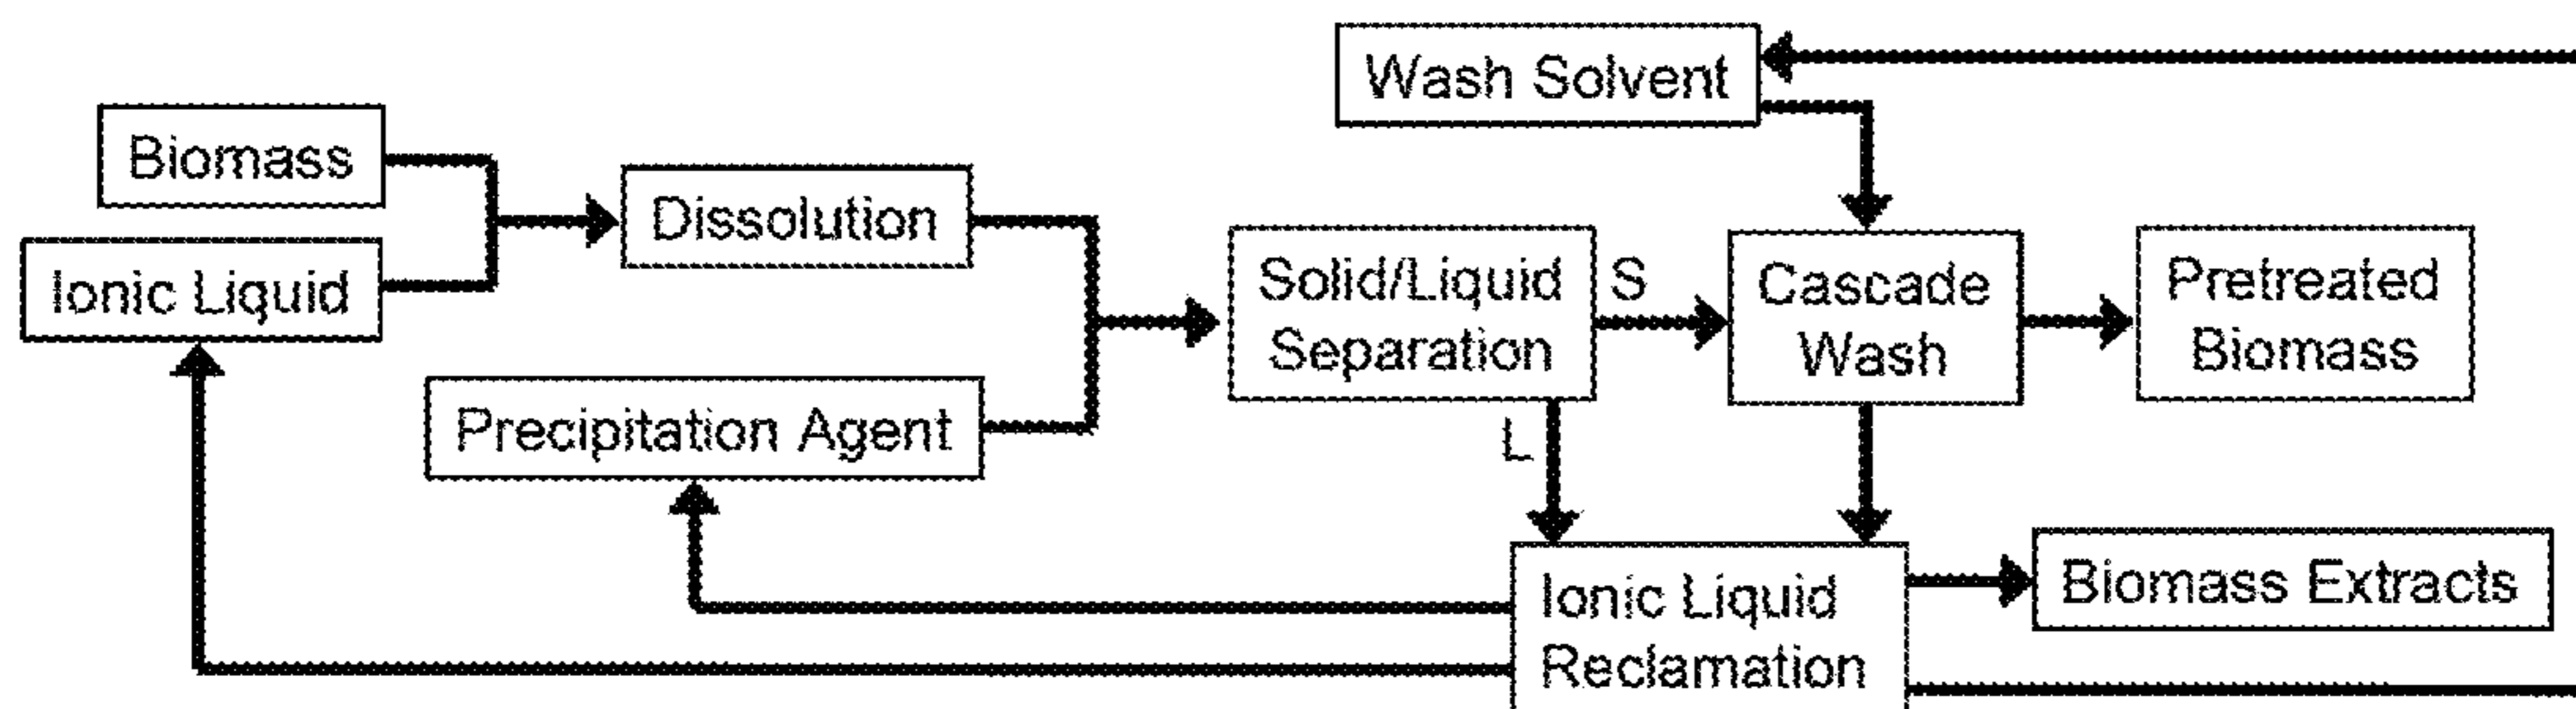 Wash Solvent
Biomass
Dissolution
Ionic Liquid
Solid/Liquid
Separation
S
Cascade
Wash
Pretreated
Biomass
Precipitation Agent
L
Ionic Liquid
Reclamation
Biomass Extracts